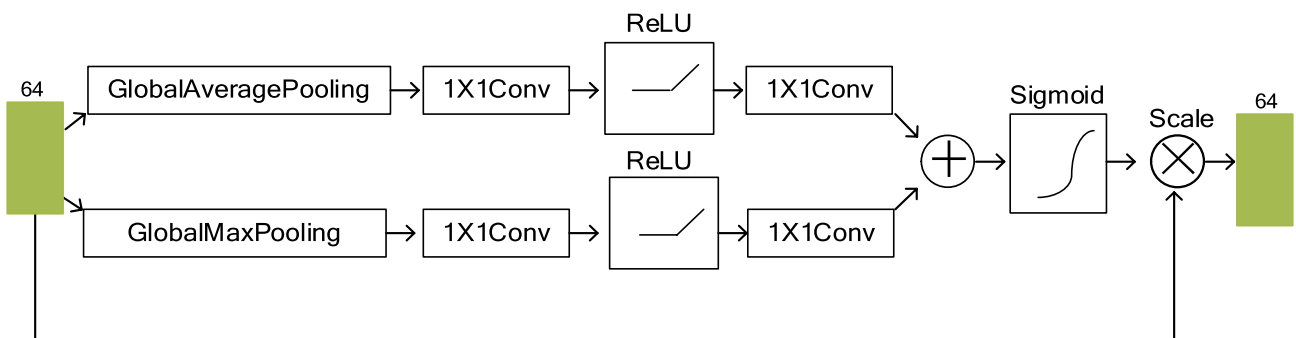 64
GlobalAveragePooling
1X1Conv
ReLU
1X1Conv
GlobalMaxPooling
1X1Conv
ReLU
1X1Conv
Sigmoid
Scale
64